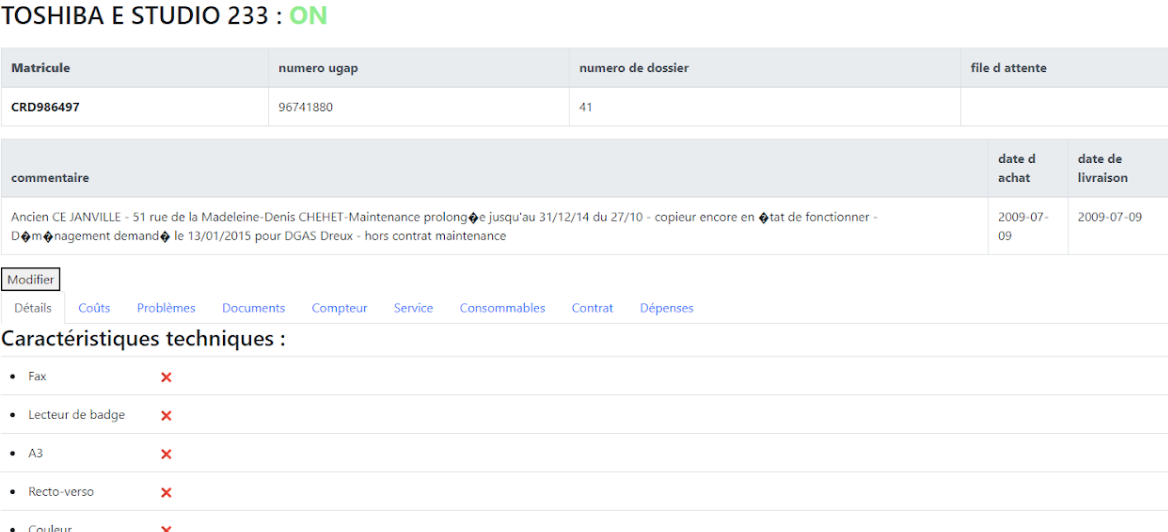 TOSHIBA E STUDIO 233 : ON
Matricule numero ugap numero de dossier file d attente
CRD986497 96741880 41
commentaire date d achat date de livraison
Ancien CE JANVILLE - 51 rue de la Madeleine-Denis CHEHET-Maintenance prolong�e jusqu'au 31/12/14 du 27/10 - copieur encore en �tat de fonctionner -
D�m�nagement demand� le 13/01/2015 pour DGAS Dreux - hors contrat maintenance
2009-07-09 2009-07-09
Modifier
Détails Coûts Problèmes Documents Compteur Service Consommables Contrat Dépenses
Caractéristiques techniques :
Fax
Lecteur de badge
A3
Recto-verso
Couleur